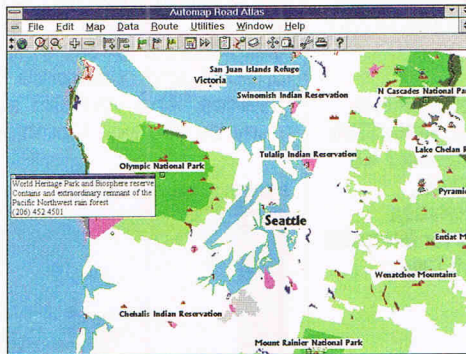 Automap Road Atlas
File Edit Map Data Route Utilities Window Help
San Juan Islands Refuge
Victoria
N Cascades National Pa
Swinomish Indian Reservation
Lake Chelan R
Tulalip Indian Reservation
Olympic National Park
World Heritage Park and Biosphere reserve
Contains and extraordinary remnant of the
Pacific Northwest rain forest
(206) 452 4501
Pyramic
Seattle
Entiat M
Wenatchee Mountains
Chehalis Indian Reservation
Mount Rainier National Park